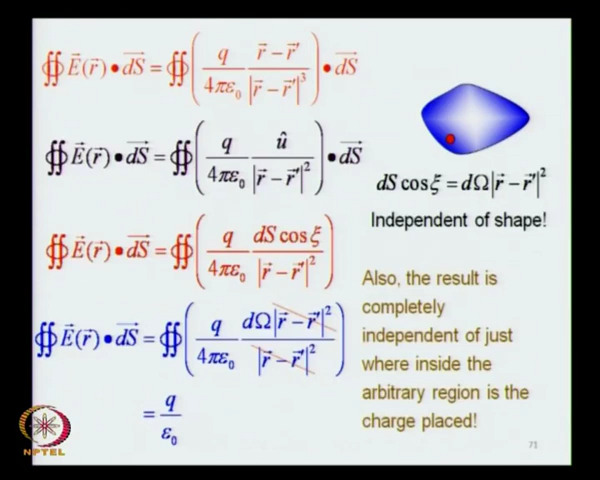 ∯ E⃗(r⃗) • dS⃗ = ∯ ( q/4πε₀ (r⃗ − r⃗′)/|r⃗ − r⃗′|³ ) • dS⃗
∯ E⃗(r⃗) • dS⃗ = ∯ ( q/4πε₀ û/|r⃗ − r⃗′|² ) • dS⃗
dS cos ξ = dΩ|r⃗ − r⃗′|²
Independent of shape!
∯ E⃗(r⃗) • dS⃗ = ∯ ( q/4πε₀ dS cos ξ/|r⃗ − r⃗′|² )
∯ E⃗(r⃗) • dS⃗ = ∯ ( q/4πε₀ dΩ|r⃗ − r⃗′|²/|r⃗ − r⃗′|² )
= q/ε₀
Also, the result is
completely
independent of just
where inside the
arbitrary region is the
charge placed!
NPTEL
71